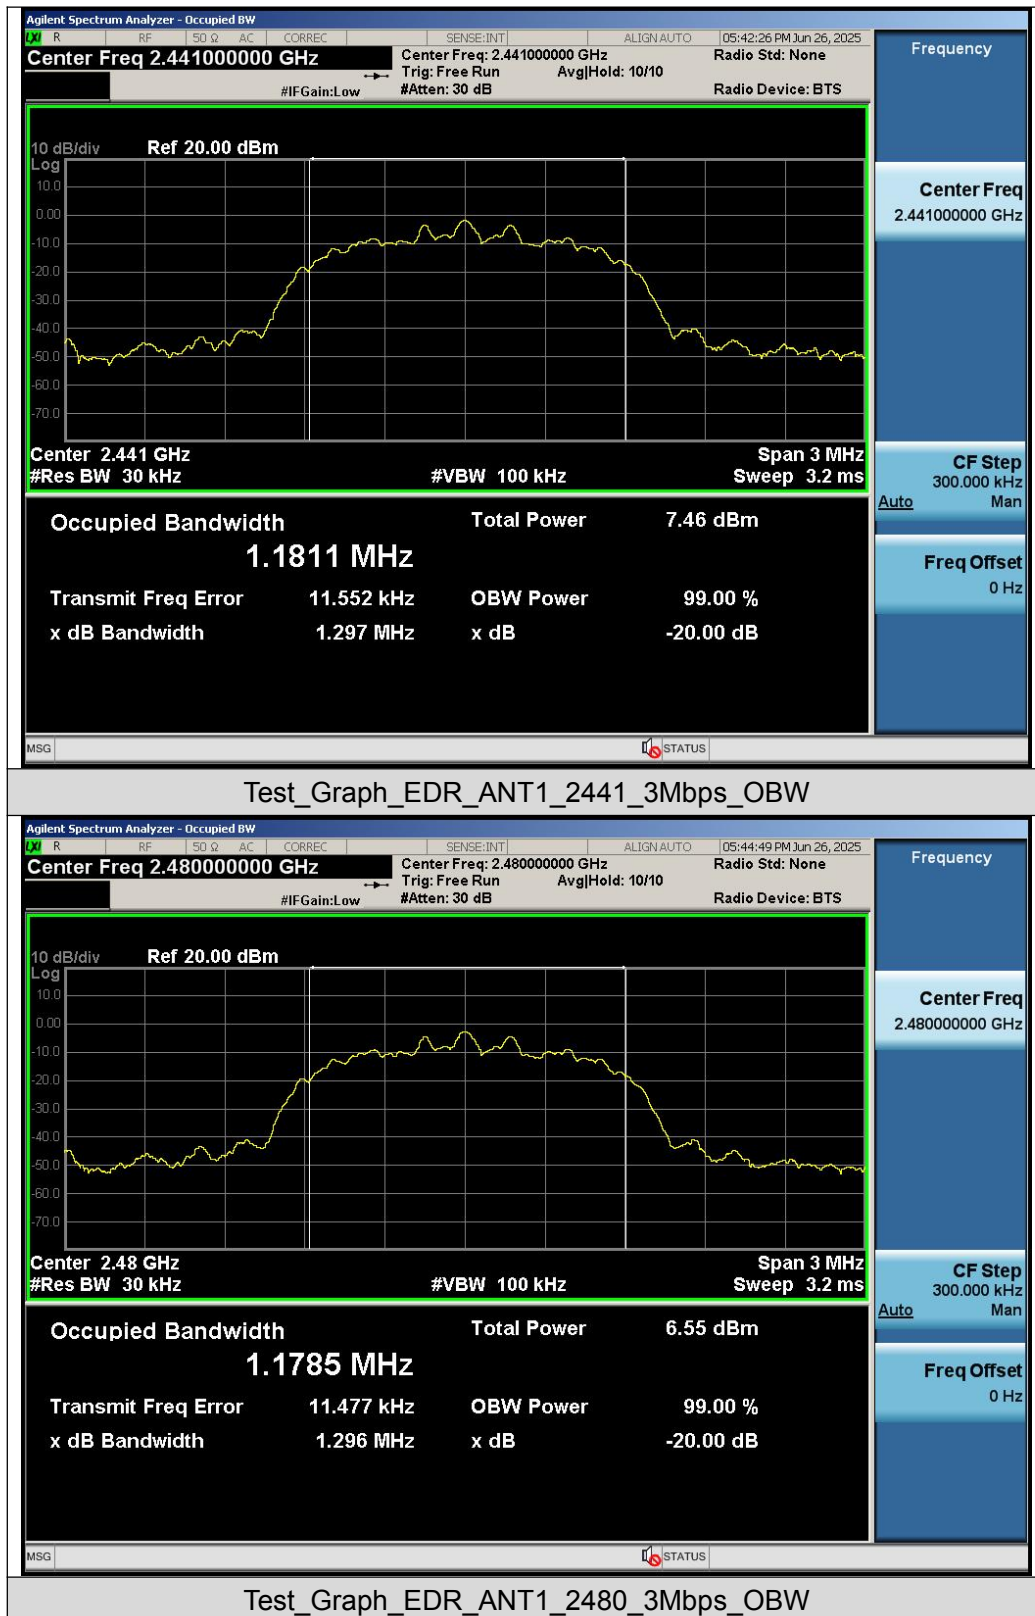 Agilent Spectrum Analyzer - Occupied BW
LXI R RF 50 Ω AC CORREC SENSE:INT ALIGN AUTO 05:42:26 PM Jun 26, 2025
Center Freq 2.441000000 GHz
Center Freq: 2.441000000 GHz Radio Std: None
Trig: Free Run Avg|Hold: 10/10
#IFGain:Low #Atten: 30 dB Radio Device: BTS
Frequency
10 dB/div Ref 20.00 dBm
Log
10.0
0.00
-10.0
-20.0
-30.0
-40.0
-50.0
-60.0
-70.0
Center 2.441 GHz Span 3 MHz
#Res BW 30 kHz #VBW 100 kHz Sweep 3.2 ms
Center Freq
2.441000000 GHz
CF Step
300.000 kHz
Auto Man
Freq Offset
0 Hz
Occupied Bandwidth Total Power 7.46 dBm
1.1811 MHz
Transmit Freq Error 11.552 kHz OBW Power 99.00 %
x dB Bandwidth 1.297 MHz x dB -20.00 dB
MSG STATUS
Test_Graph_EDR_ANT1_2441_3Mbps_OBW
Agilent Spectrum Analyzer - Occupied BW
LXI R RF 50 Ω AC CORREC SENSE:INT ALIGN AUTO 05:44:49 PM Jun 26, 2025
Center Freq 2.480000000 GHz
Center Freq: 2.480000000 GHz Radio Std: None
Trig: Free Run Avg|Hold: 10/10
#IFGain:Low #Atten: 30 dB Radio Device: BTS
Frequency
10 dB/div Ref 20.00 dBm
Log
10.0
0.00
-10.0
-20.0
-30.0
-40.0
-50.0
-60.0
-70.0
Center 2.48 GHz Span 3 MHz
#Res BW 30 kHz #VBW 100 kHz Sweep 3.2 ms
Center Freq
2.480000000 GHz
CF Step
300.000 kHz
Auto Man
Freq Offset
0 Hz
Occupied Bandwidth Total Power 6.55 dBm
1.1785 MHz
Transmit Freq Error 11.477 kHz OBW Power 99.00 %
x dB Bandwidth 1.296 MHz x dB -20.00 dB
MSG STATUS
Test_Graph_EDR_ANT1_2480_3Mbps_OBW